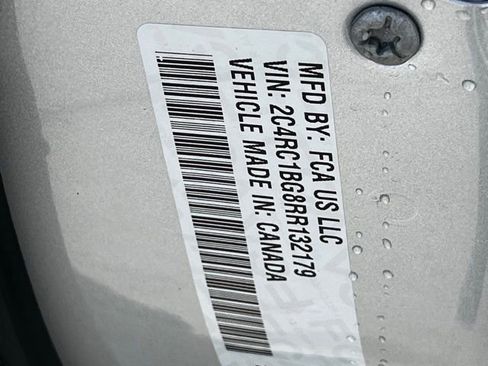 MFD BY: FCA US LLC
VIN: 2C4RC1BG8RR132179
VEHICLE MADE IN: CANADA